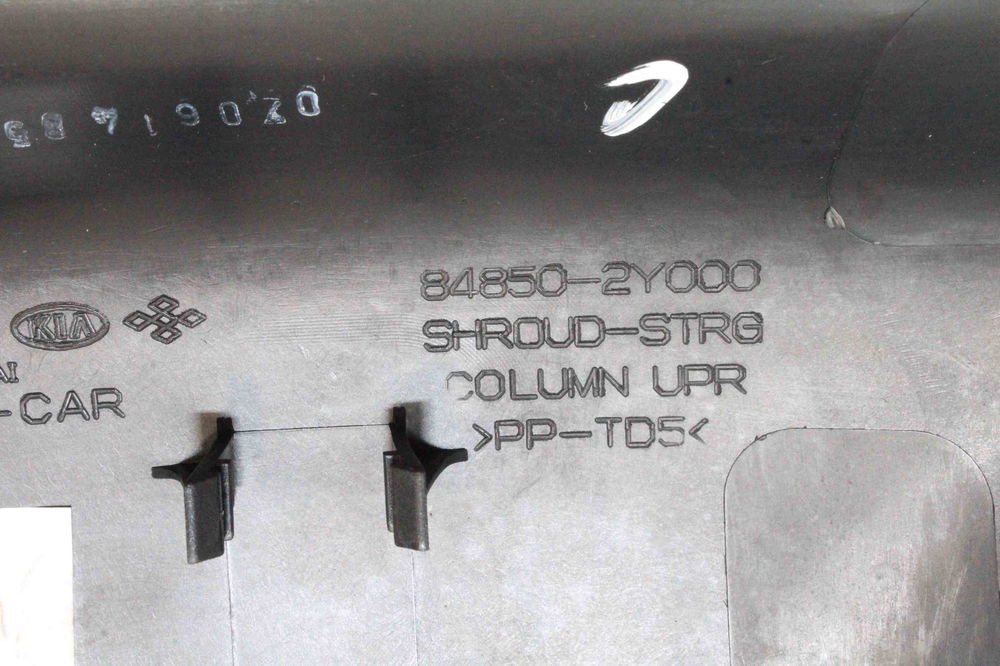 84850-2Y000
KIA
SHROUD-STRG
COLUMN UPR
-CAR
>PP-TD5<